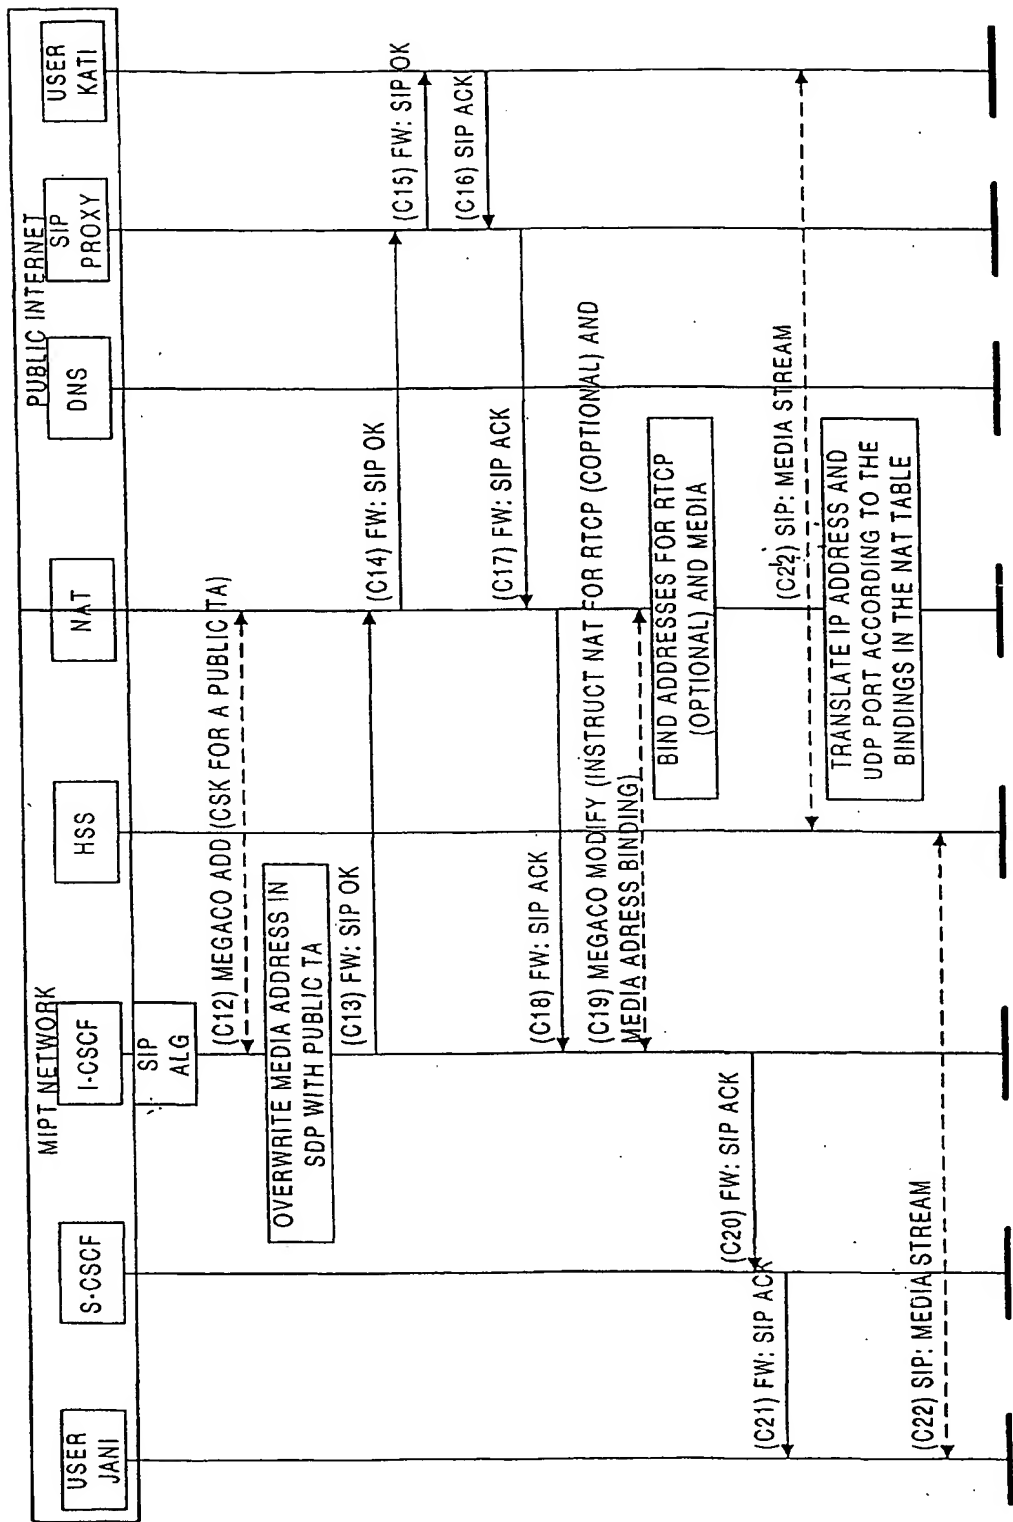 MIPT NETWORK
PUBLIC INTERNET
USER
JANI
S-CSCF
I-CSCF
SIP
ALG
HSS
NAT
DNS
SIP
PROXY
USER
KATI
(C12) MEGACO ADD (CSK FOR A PUBLIC TA)
OVERWRITE MEDIA ADDRESS IN
SDP WITH PUBLIC TA
(C13) FW: SIP OK
(C14) FW: SIP OK
(C15) FW: SIP OK
(C16) SIP ACK
(C17) FW: SIP ACK
(C18) FW: SIP ACK
(C19) MEGACO MODIFY (INSTRUCT NAT FOR RTCP (COPTIONAL) AND
MEDIA ADRESS BINDING)
BIND ADDRESSES FOR RTCP
(OPTIONAL) AND MEDIA
(C20) FW: SIP ACK
(C21) FW: SIP ACK
(C22) SIP: MEDIA STREAM
TRANSLATE IP ADDRESS AND
UDP PORT ACCORDING TO THE
BINDINGS IN THE NAT TABLE
(C22) SIP: MEDIA STREAM